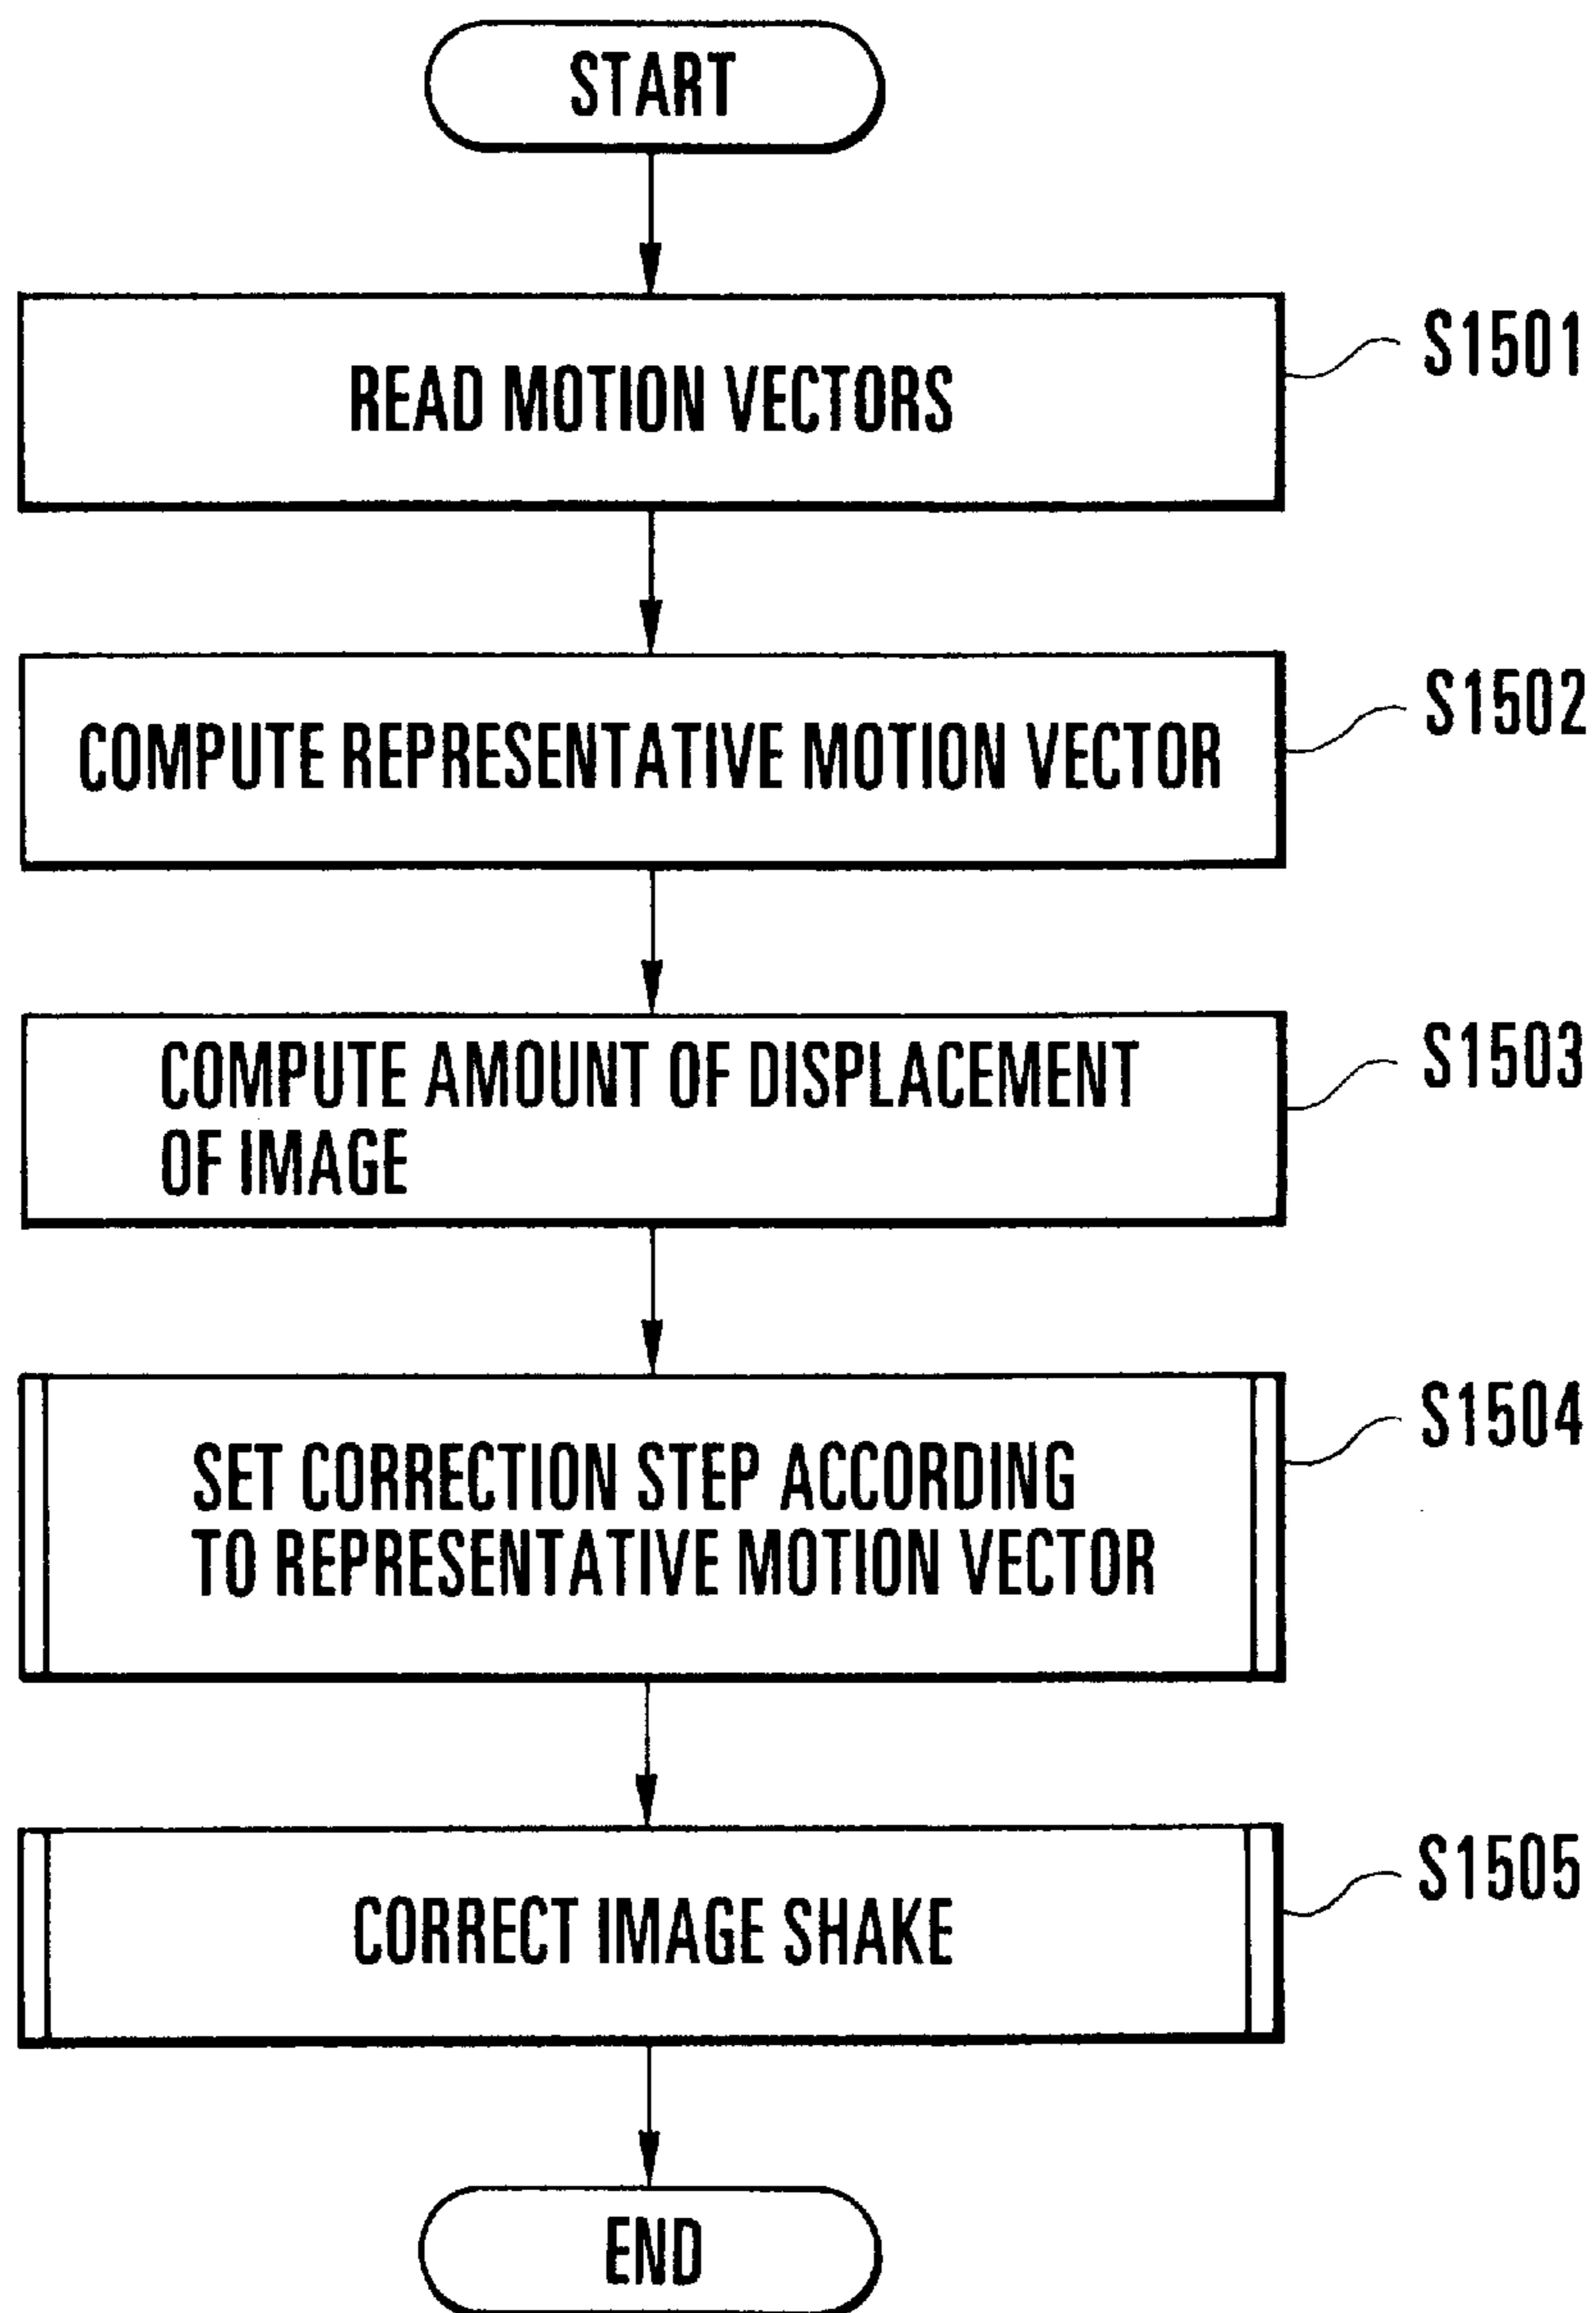 START
READ MOTION VECTORS
S1501
COMPUTE REPRESENTATIVE MOTION VECTOR
S1502
COMPUTE AMOUNT OF DISPLACEMENT
OF IMAGE
S1503
SET CORRECTION STEP ACCORDING
TO REPRESENTATIVE MOTION VECTOR
S1504
CORRECT IMAGE SHAKE
S1505
END